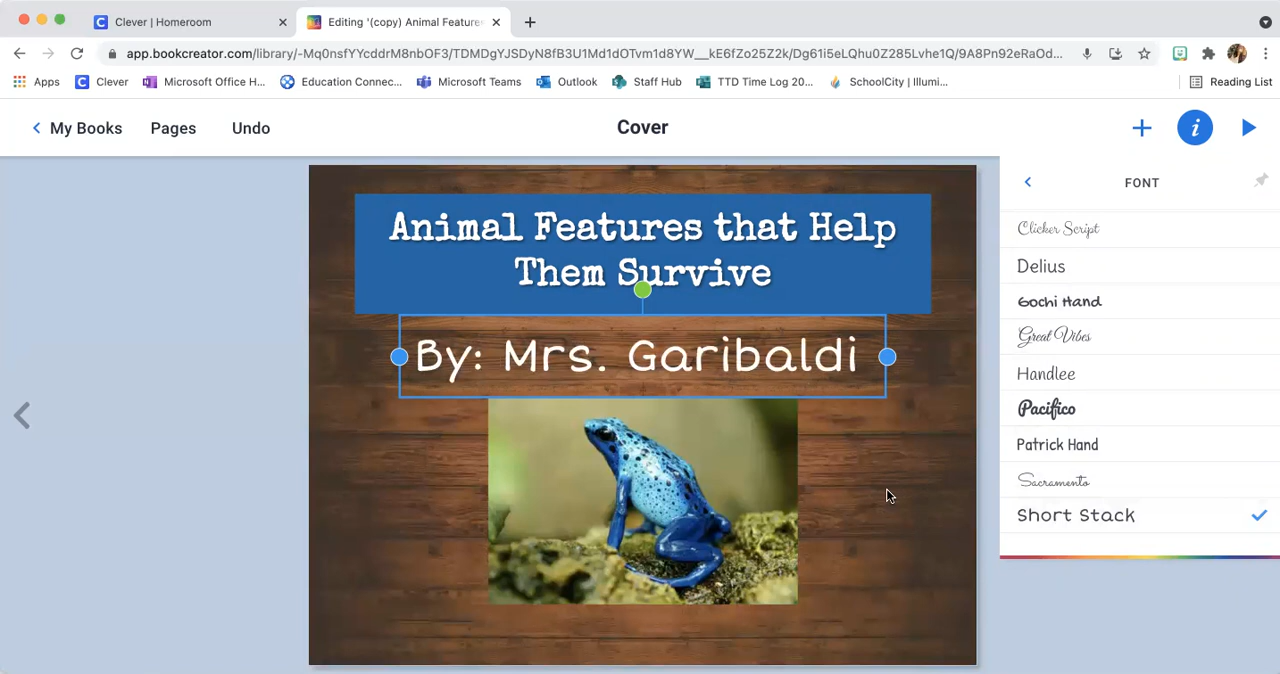 Clever | Homeroom
Editing '(copy) Animal Feature
app.bookcreator.com/library/-Mq0nsfYYcddrM8nbOF3/TDMDgYJSDyN8fB3U1Md1dOTvm1d8YW__kE6fZo25Z2k/Dg61i5eLQhu0Z285Lvhe1Q/9A8Pn92eRaOd...
Apps Clever Microsoft Office H... Education Connec... Microsoft Teams Outlook Staff Hub TTD Time Log 20... SchoolCity | Illumi... Reading List
My Books Pages Undo Cover
FONT
Animal Features that Help
Them Survive
By: Mrs. Garibaldi
Clicker Script
Delius
Gochi Hand
Great Vibes
Handlee
Pacifico
Patrick Hand
Sacramento
Short Stack